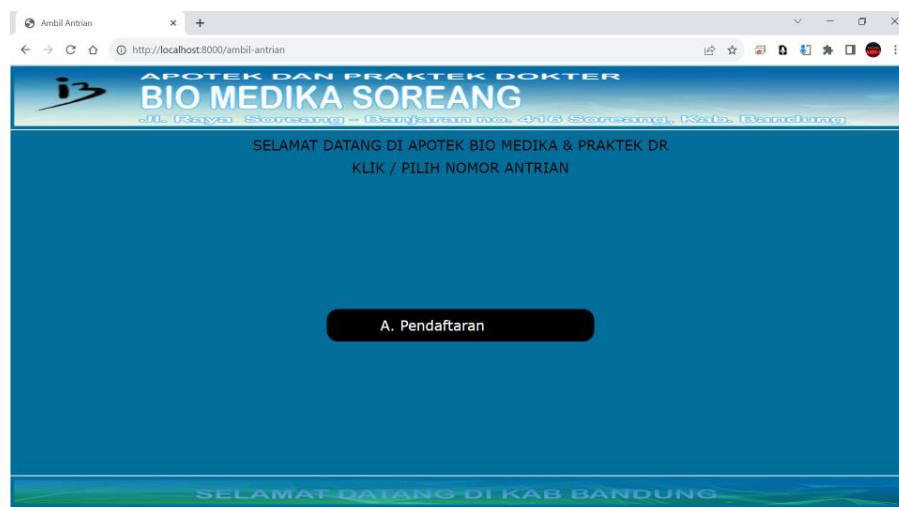 Ambil Antrian
http://localhost:8000/ambil-antrian
APOTEK DAN PRAKTEK DOKTER
BIO MEDIKA SOREANG
Jl. Raya Soreang - Banjaran no. 416 Soreang, Kab. Bandung
SELAMAT DATANG DI APOTEK BIO MEDIKA & PRAKTEK DR
KLIK / PILIH NOMOR ANTRIAN
A. Pendaftaran
SELAMAT DATANG DI KAB BANDUNG